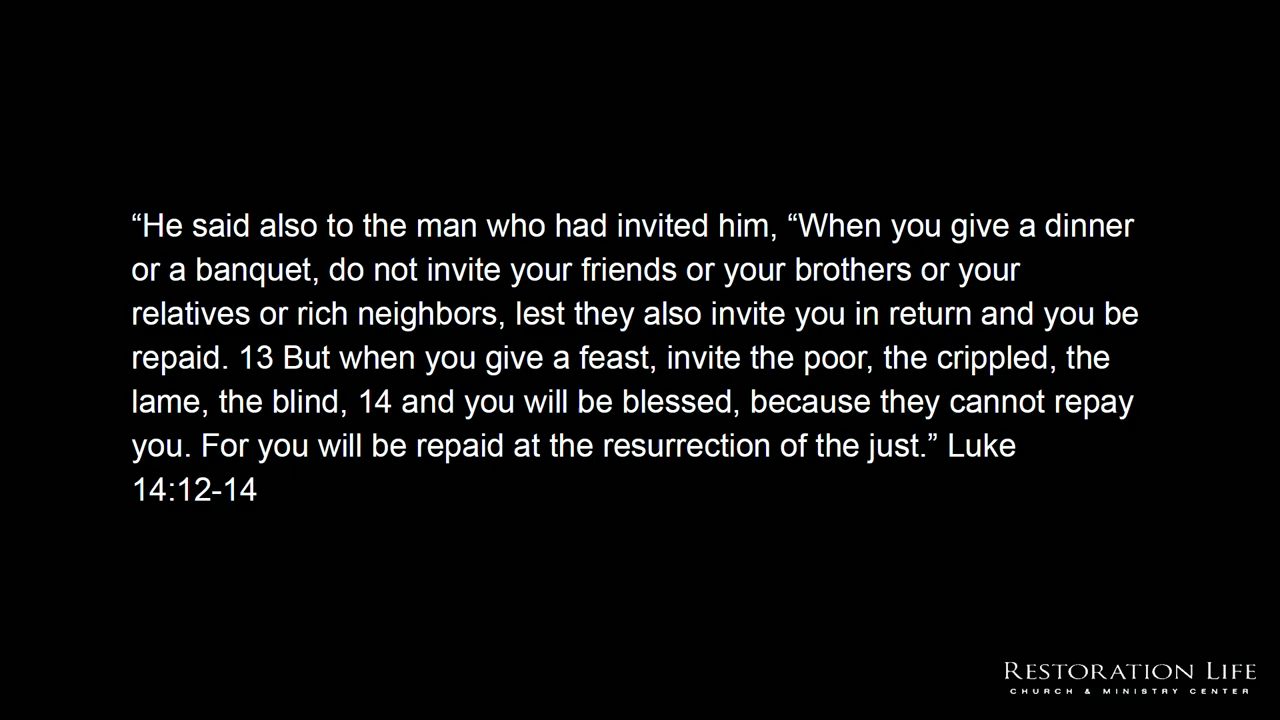 “He said also to the man who had invited him, “When you give a dinner
or a banquet, do not invite your friends or your brothers or your
relatives or rich neighbors, lest they also invite you in return and you be
repaid. 13 But when you give a feast, invite the poor, the crippled, the
lame, the blind, 14 and you will be blessed, because they cannot repay
you. For you will be repaid at the resurrection of the just.” Luke
14:12-14
RESTORATION LIFE
CHURCH & MINISTRY CENTER